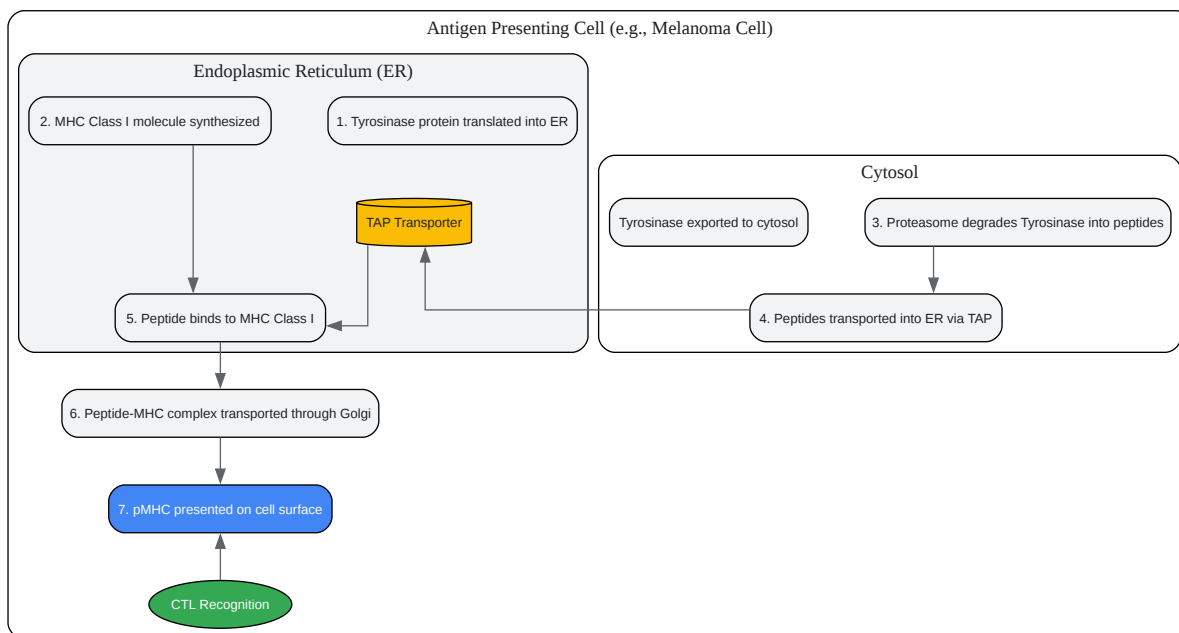 Antigen Presenting Cell (e.g., Melanoma Cell)
Endoplasmic Reticulum (ER)
2. MHC Class I molecule synthesized
1. Tyrosinase protein translated into ER
Cytosol
TAP Transporter
Tyrosinase exported to cytosol
3. Proteasome degrades Tyrosinase into peptides
5. Peptide binds to MHC Class I
4. Peptides transported into ER via TAP
6. Peptide-MHC complex transported through Golgi
7. pMHC presented on cell surface
CTL Recognition